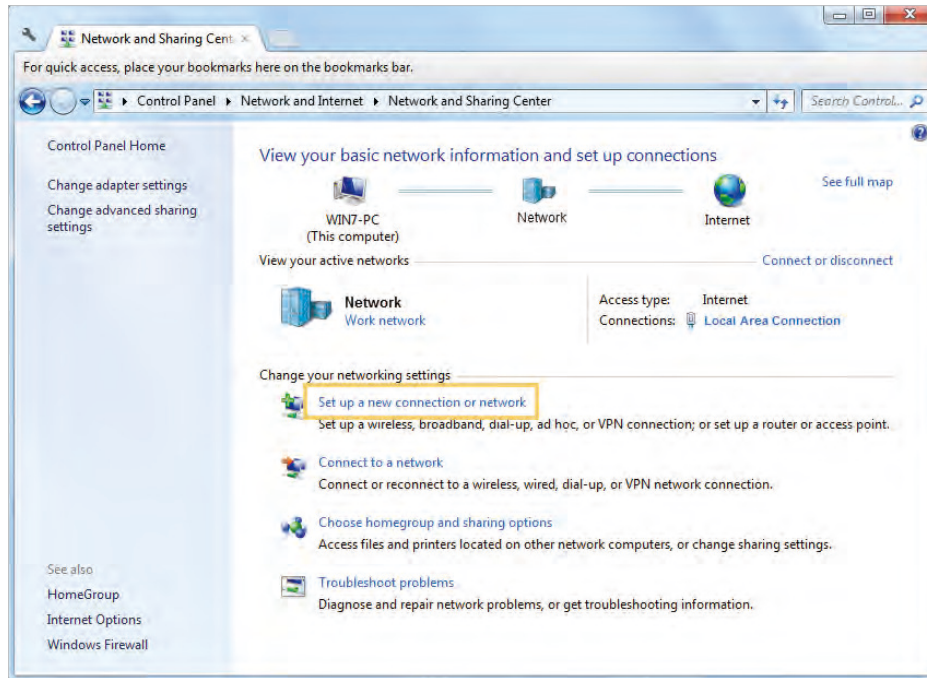 Network and Sharing Cent
For quick access, place your bookmarks here on the bookmarks bar.
Control Panel Network and Internet Network and Sharing Center
Search Control...
Control Panel Home
Change adapter settings
Change advanced sharing
settings
View your basic network information and set up connections
See full map
WIN7-PC
(This computer)
Network
Internet
View your active networks
Connect or disconnect
Network
Work network
Access type: Internet
Connections: Local Area Connection
Change your networking settings
Set up a new connection or network
Set up a wireless, broadband, dial-up, ad hoc, or VPN connection; or set up a router or access point.
Connect to a network
Connect or reconnect to a wireless, wired, dial-up, or VPN network connection.
Choose homegroup and sharing options
Access files and printers located on other network computers, or change sharing settings.
Troubleshoot problems
Diagnose and repair network problems, or get troubleshooting information.
See also
HomeGroup
Internet Options
Windows Firewall